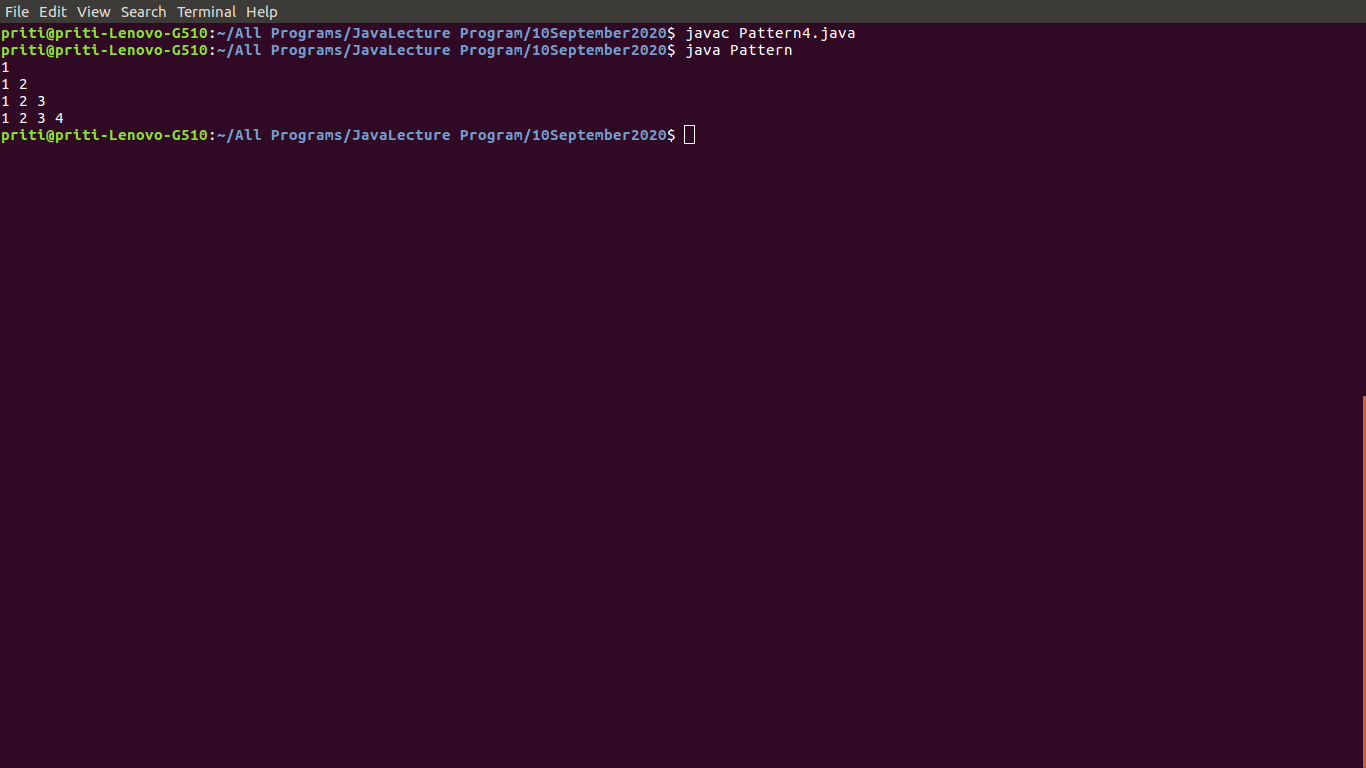 File Edit View Search Terminal Help
priti@priti-Lenovo-G510:~/All Programs/JavaLecture Program/10September2020$ javac Pattern4.java
priti@priti-Lenovo-G510:~/All Programs/JavaLecture Program/10September2020$ java Pattern
1
1 2
1 2 3
1 2 3 4
priti@priti-Lenovo-G510:~/All Programs/JavaLecture Program/10September2020$